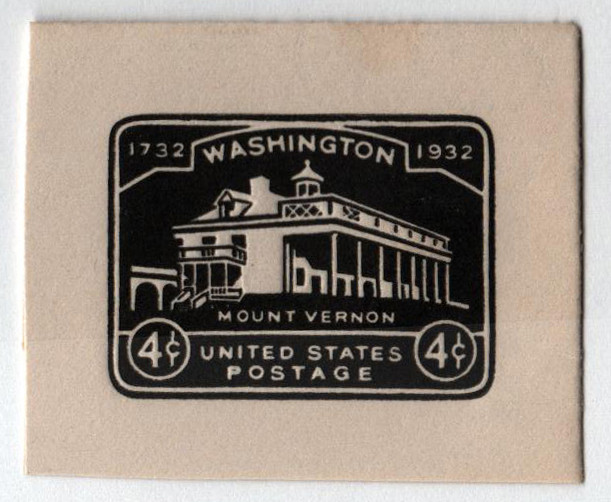 1732 WASHINGTON 1932
MOUNT VERNON
4¢ UNITED STATES 4¢
POSTAGE